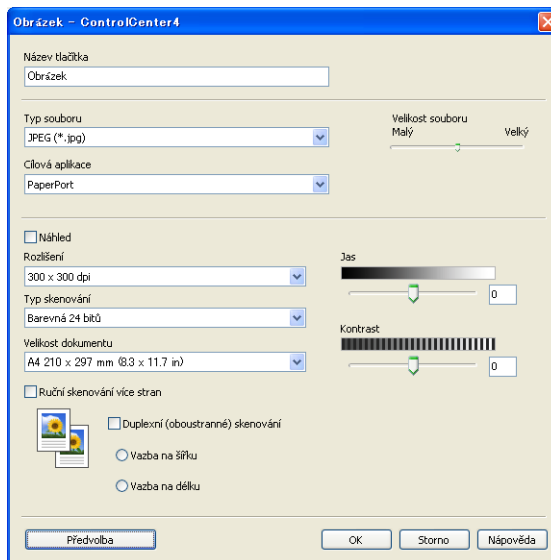 Obrázek - ControlCenter4
Název tlačítka
Obrázek
Typ souboru
JPEG (*.jpg)
Velikost souboru
Malý Velký
Cílová aplikace
PaperPort
Náhled
Rozlišení
300 x 300 dpi
Typ skenování
Barevná 24 bitů
Velikost dokumentu
A4 210 x 297 mm (8.3 x 11.7 in)
Jas
0
Kontrast
0
Ruční skenování více stran
Duplexní (oboustranné) skenování
Vazba na šířku
Vazba na délku
Předvolba OK Storno Nápověda